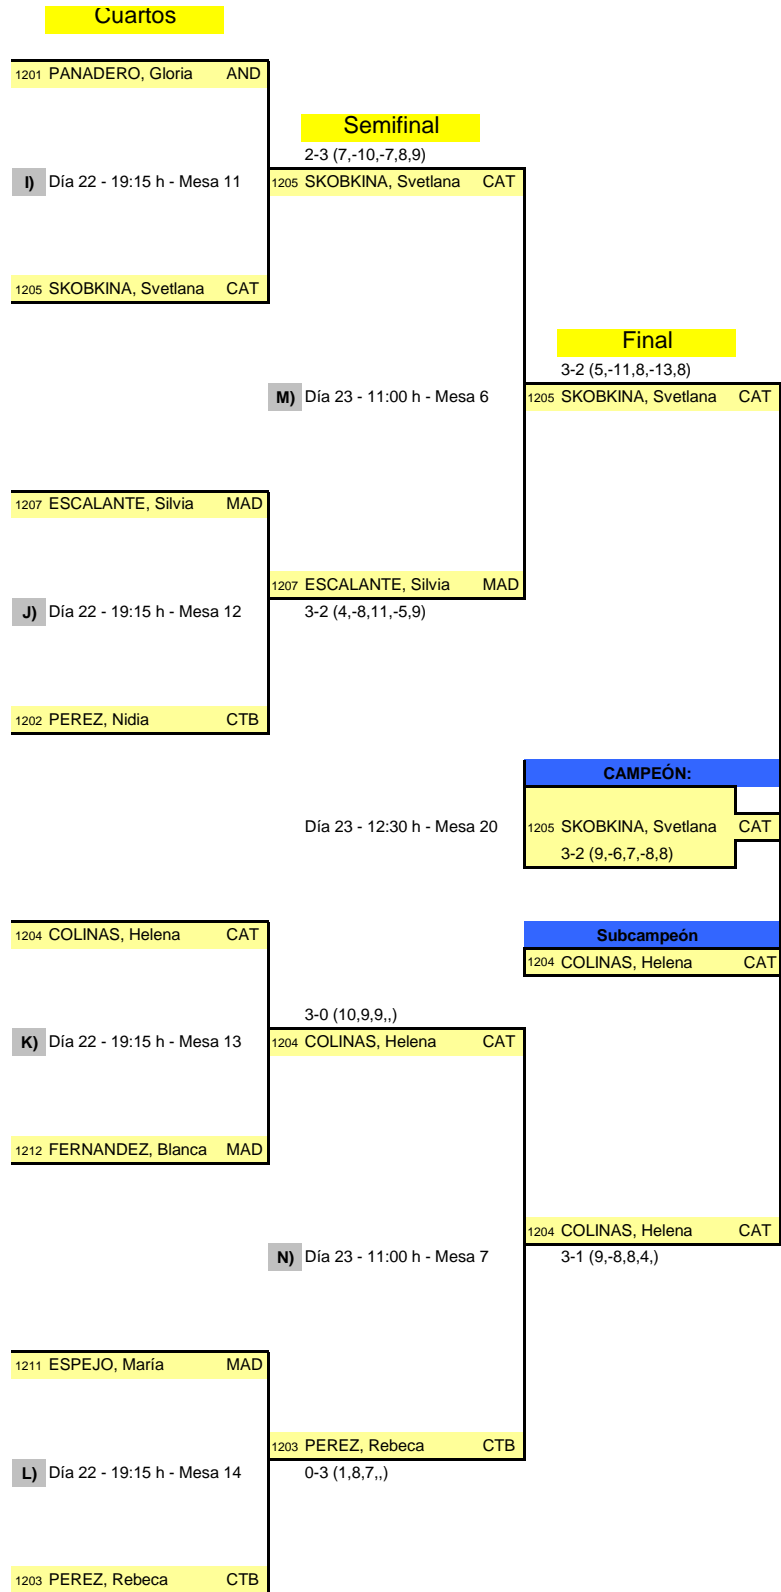 Cuartos
1201 PANADERO, Gloria AND
Semifinal
2-3 (7,-10,-7,8,9)
I) Día 22 - 19:15 h - Mesa 11
1205 SKOBKINA, Svetlana CAT
1205 SKOBKINA, Svetlana CAT
Final
3-2 (5,-11,8,-13,8)
M) Día 23 - 11:00 h - Mesa 6
1205 SKOBKINA, Svetlana CAT
1207 ESCALANTE, Silvia MAD
1207 ESCALANTE, Silvia MAD
J) Día 22 - 19:15 h - Mesa 12
3-2 (4,-8,11,-5,9)
1202 PEREZ, Nidia CTB
CAMPEÓN:
Día 23 - 12:30 h - Mesa 20
1205 SKOBKINA, Svetlana CAT
3-2 (9,-6,7,-8,8)
1204 COLINAS, Helena CAT
Subcampeón
1204 COLINAS, Helena CAT
3-0 (10,9,9,,)
K) Día 22 - 19:15 h - Mesa 13
1204 COLINAS, Helena CAT
1212 FERNANDEZ, Blanca MAD
1204 COLINAS, Helena CAT
N) Día 23 - 11:00 h - Mesa 7
3-1 (9,-8,8,4,)
1211 ESPEJO, María MAD
1203 PEREZ, Rebeca CTB
L) Día 22 - 19:15 h - Mesa 14
0-3 (1,8,7,,)
1203 PEREZ, Rebeca CTB